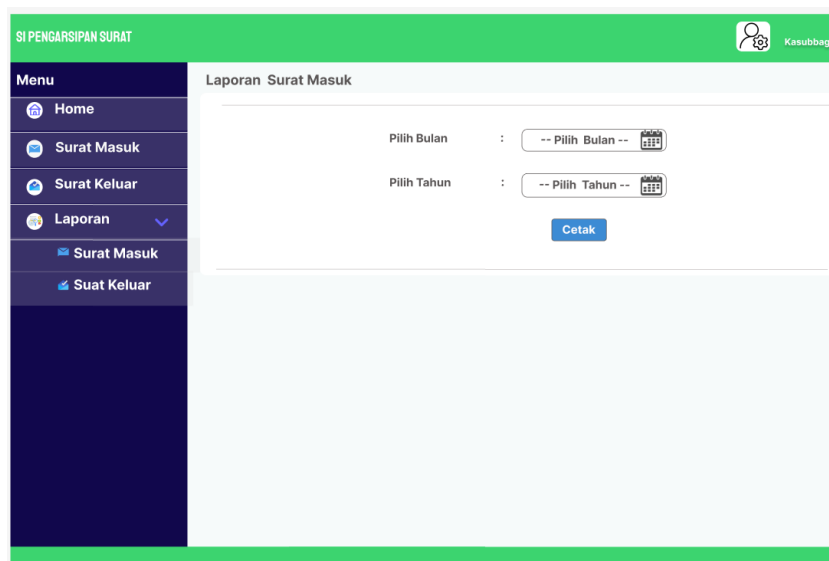 SI PENGARSIPAN SURAT
Kasubbag
Menu
Home
Surat Masuk
Surat Keluar
Laporan
Surat Masuk
Suat Keluar
Laporan Surat Masuk
Pilih Bulan : -- Pilih Bulan --
Pilih Tahun : -- Pilih Tahun --
Cetak